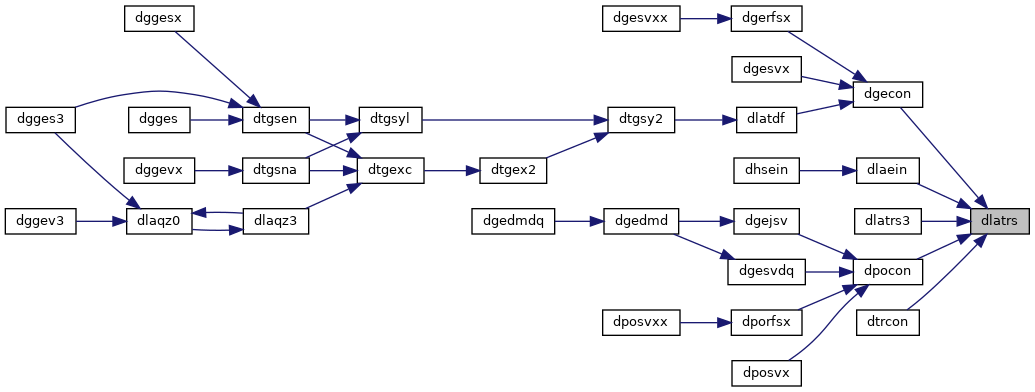 dggesx
dgesvxx
dgerfsx
dgesvx
dgecon
dgges3
dgges
dtgsen
dtgsyl
dtgsy2
dlatdf
dggevx
dtgsna
dtgexc
dtgex2
dhsein
dlaein
dggev3
dlaqz0
dlaqz3
dgedmdq
dgedmd
dgejsv
dlatrs3
dlatrs
dgesvdq
dpocon
dposvxx
dporfsx
dtrcon
dposvx